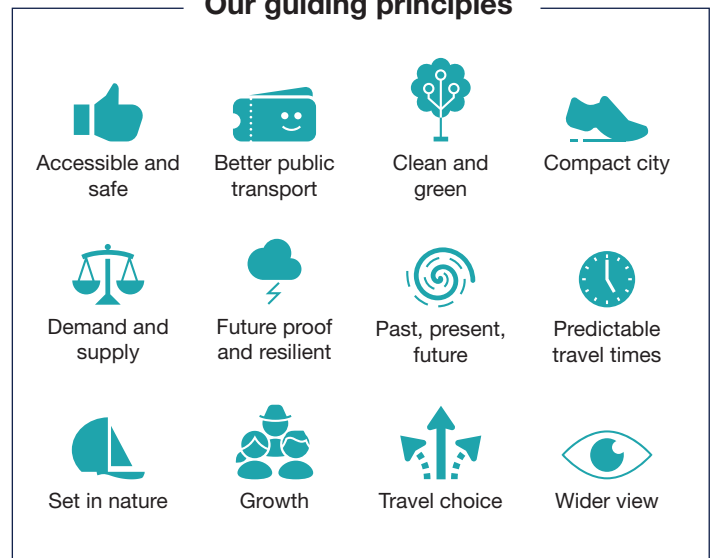 Our guiding principles
Accessible and
safe
Better public
transport
Clean and
green
Compact city
Demand and
supply
Future proof
and resilient
Past, present,
future
Predictable
travel times
Set in nature
Growth
Travel choice
Wider view